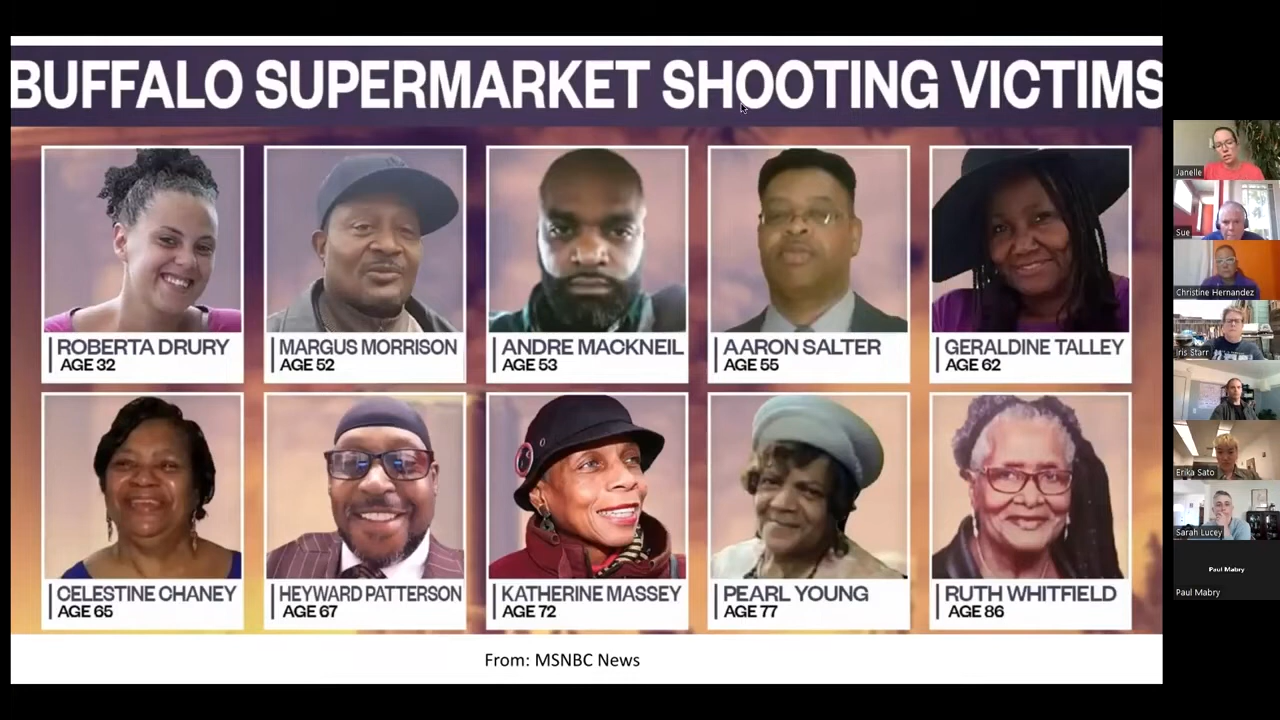 BUFFALO SUPERMARKET SHOOTING VICTIMS
ROBERTA DRURY
AGE 32
MARGUS MORRISON
AGE 52
ANDRE MACKNEIL
AGE 53
AARON SALTER
AGE 55
GERALDINE TALLEY
AGE 62
CELESTINE CHANEY
AGE 65
HEYWARD PATTERSON
AGE 67
KATHERINE MASSEY
AGE 72
PEARL YOUNG
AGE 77
RUTH WHITFIELD
AGE 86
From: MSNBC News
Janelle
Sue
Christine Hernandez
Iris Starr
Erika Sato
Sarah Lucey
Paul Mabry
Paul Mabry